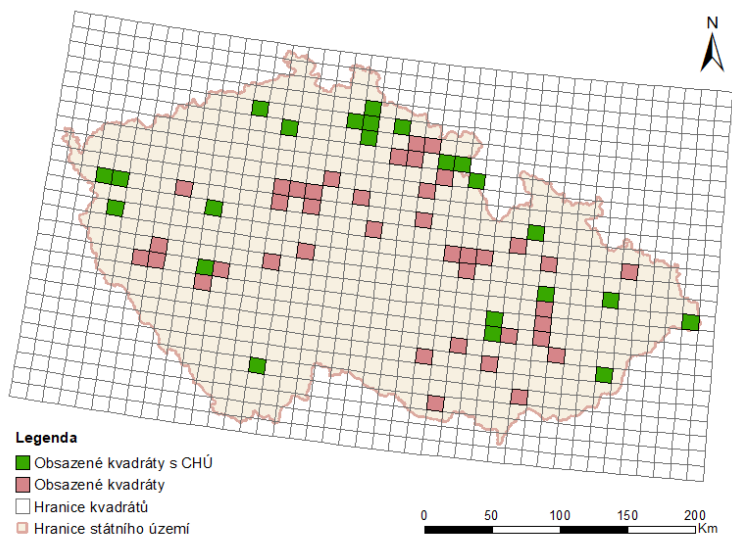 N
Legenda
Obsazené kvadráty s CHÚ
Obsazené kvadráty
Hranice kvadrátů
Hranice státního území
0 50 100 150 200
Km